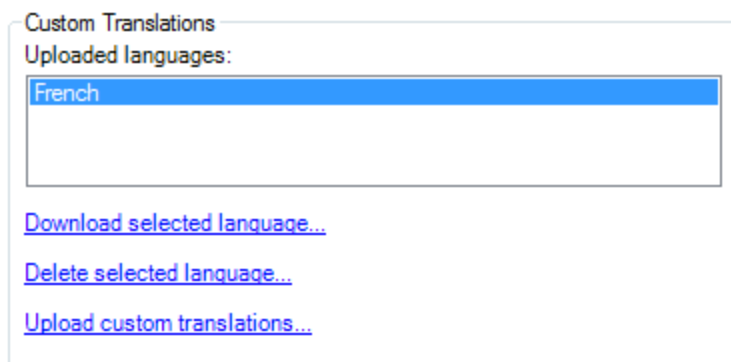 Custom Translations
Uploaded languages:
French
Download selected language...
Delete selected language...
Upload custom translations...